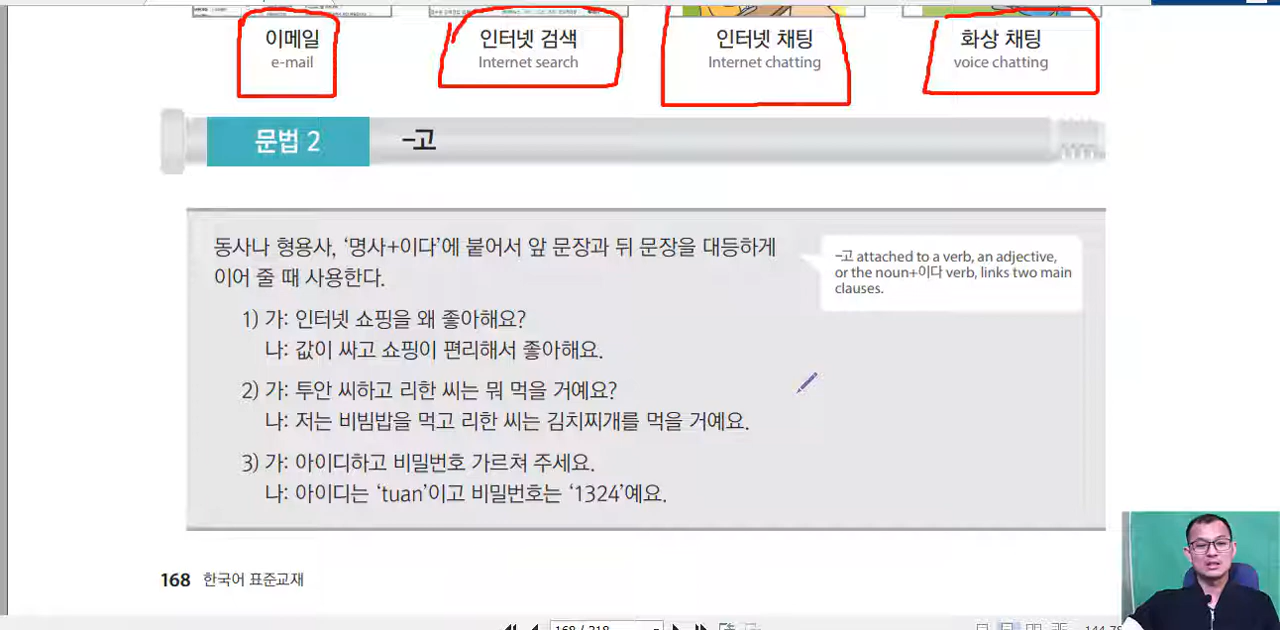 이메일
e-mail
인터넷 검색
Internet search
인터넷 채팅
Internet chatting
화상 채팅
voice chatting
문법 2
-고
동사나 형용사, ‘명사+이다’에 붙어서 앞 문장과 뒤 문장을 대등하게
이어 줄 때 사용한다.
-고 attached to a verb, an adjective,
or the noun+이다 verb, links two main
clauses.
1) 가: 인터넷 쇼핑을 왜 좋아해요?
나: 값이 싸고 쇼핑이 편리해서 좋아해요.
2) 가: 투안 씨하고 리한 씨는 뭐 먹을 거예요?
나: 저는 비빔밥을 먹고 리한 씨는 김치찌개를 먹을 거예요.
3) 가: 아이디하고 비밀번호 가르쳐 주세요.
나: 아이디는 ‘tuan’이고 비밀번호는 ‘1324’예요.
168 한국어 표준교재